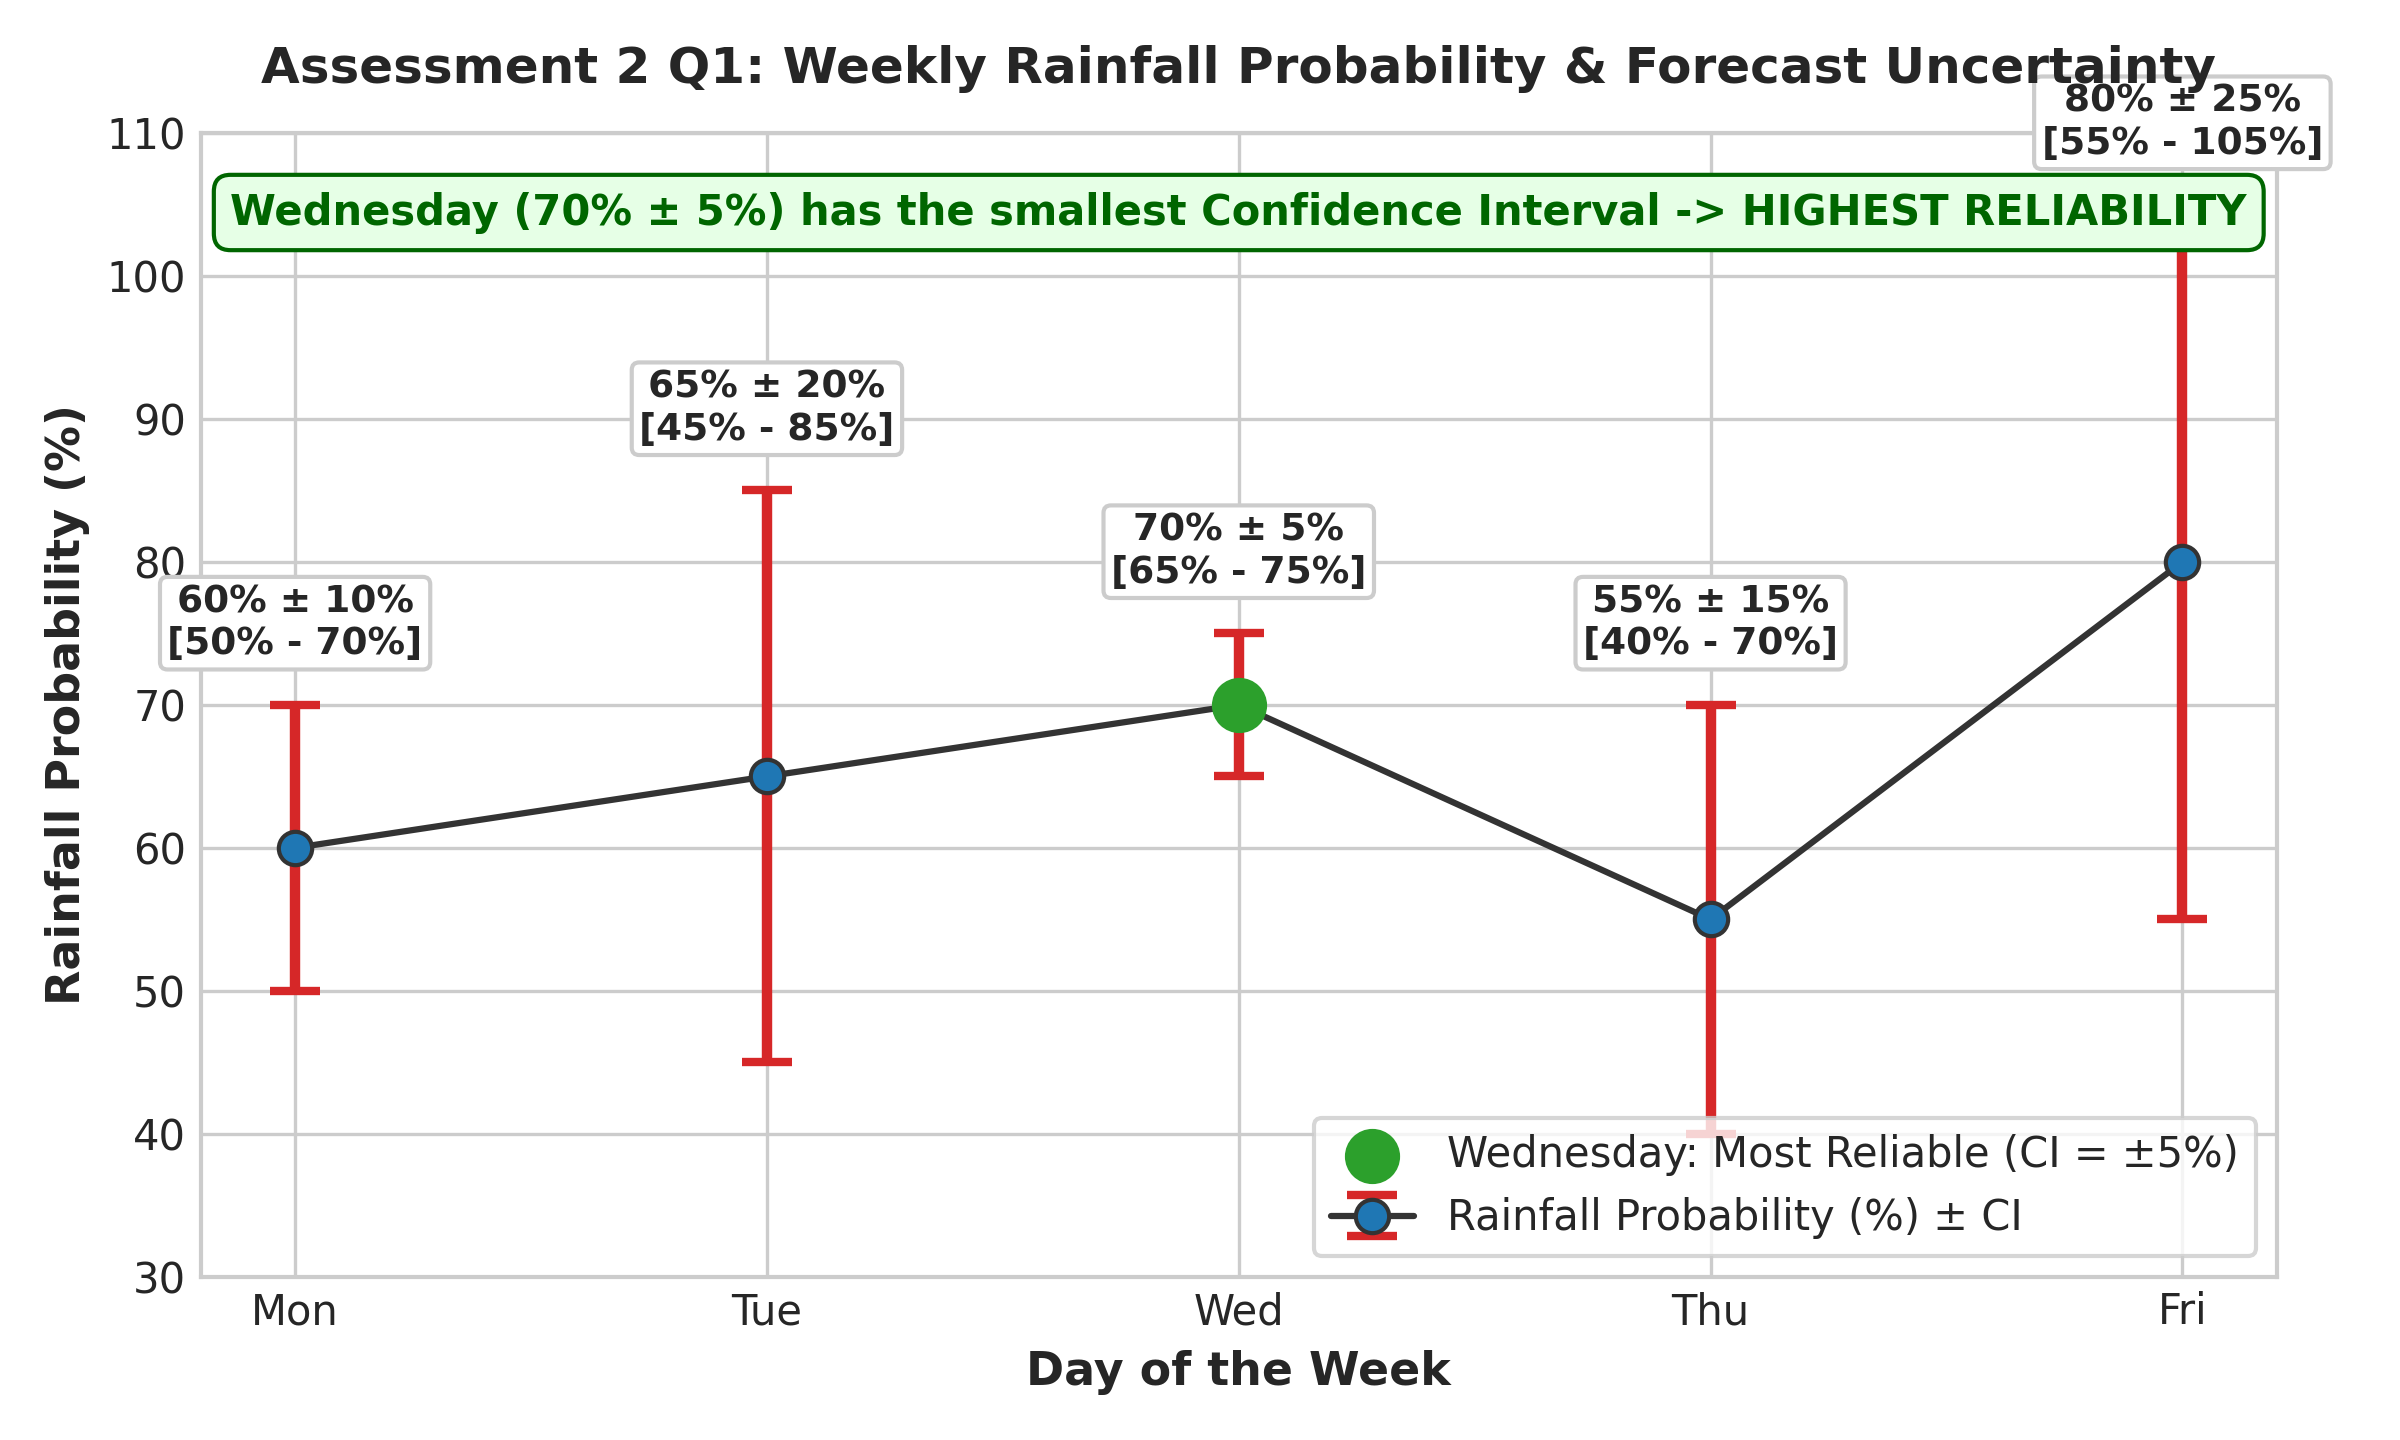 Assessment 2 Q1: Weekly Rainfall Probability & Forecast Uncertainty
80% ± 25%
[55% - 105%]
110
Wednesday (70% ± 5%) has the smallest Confidence Interval -> HIGHEST RELIABILITY
100
65% ± 20%
[45% - 85%]
90
70% ± 5%
[65% - 75%]
80
60% ± 10%
[50% - 70%]
55% ± 15%
[40% - 70%]
70
60
50
40
30
Rainfall Probability (%)
Wednesday: Most Reliable (CI = ±5%)
Rainfall Probability (%) ± CI
Mon Tue Wed Thu Fri
Day of the Week